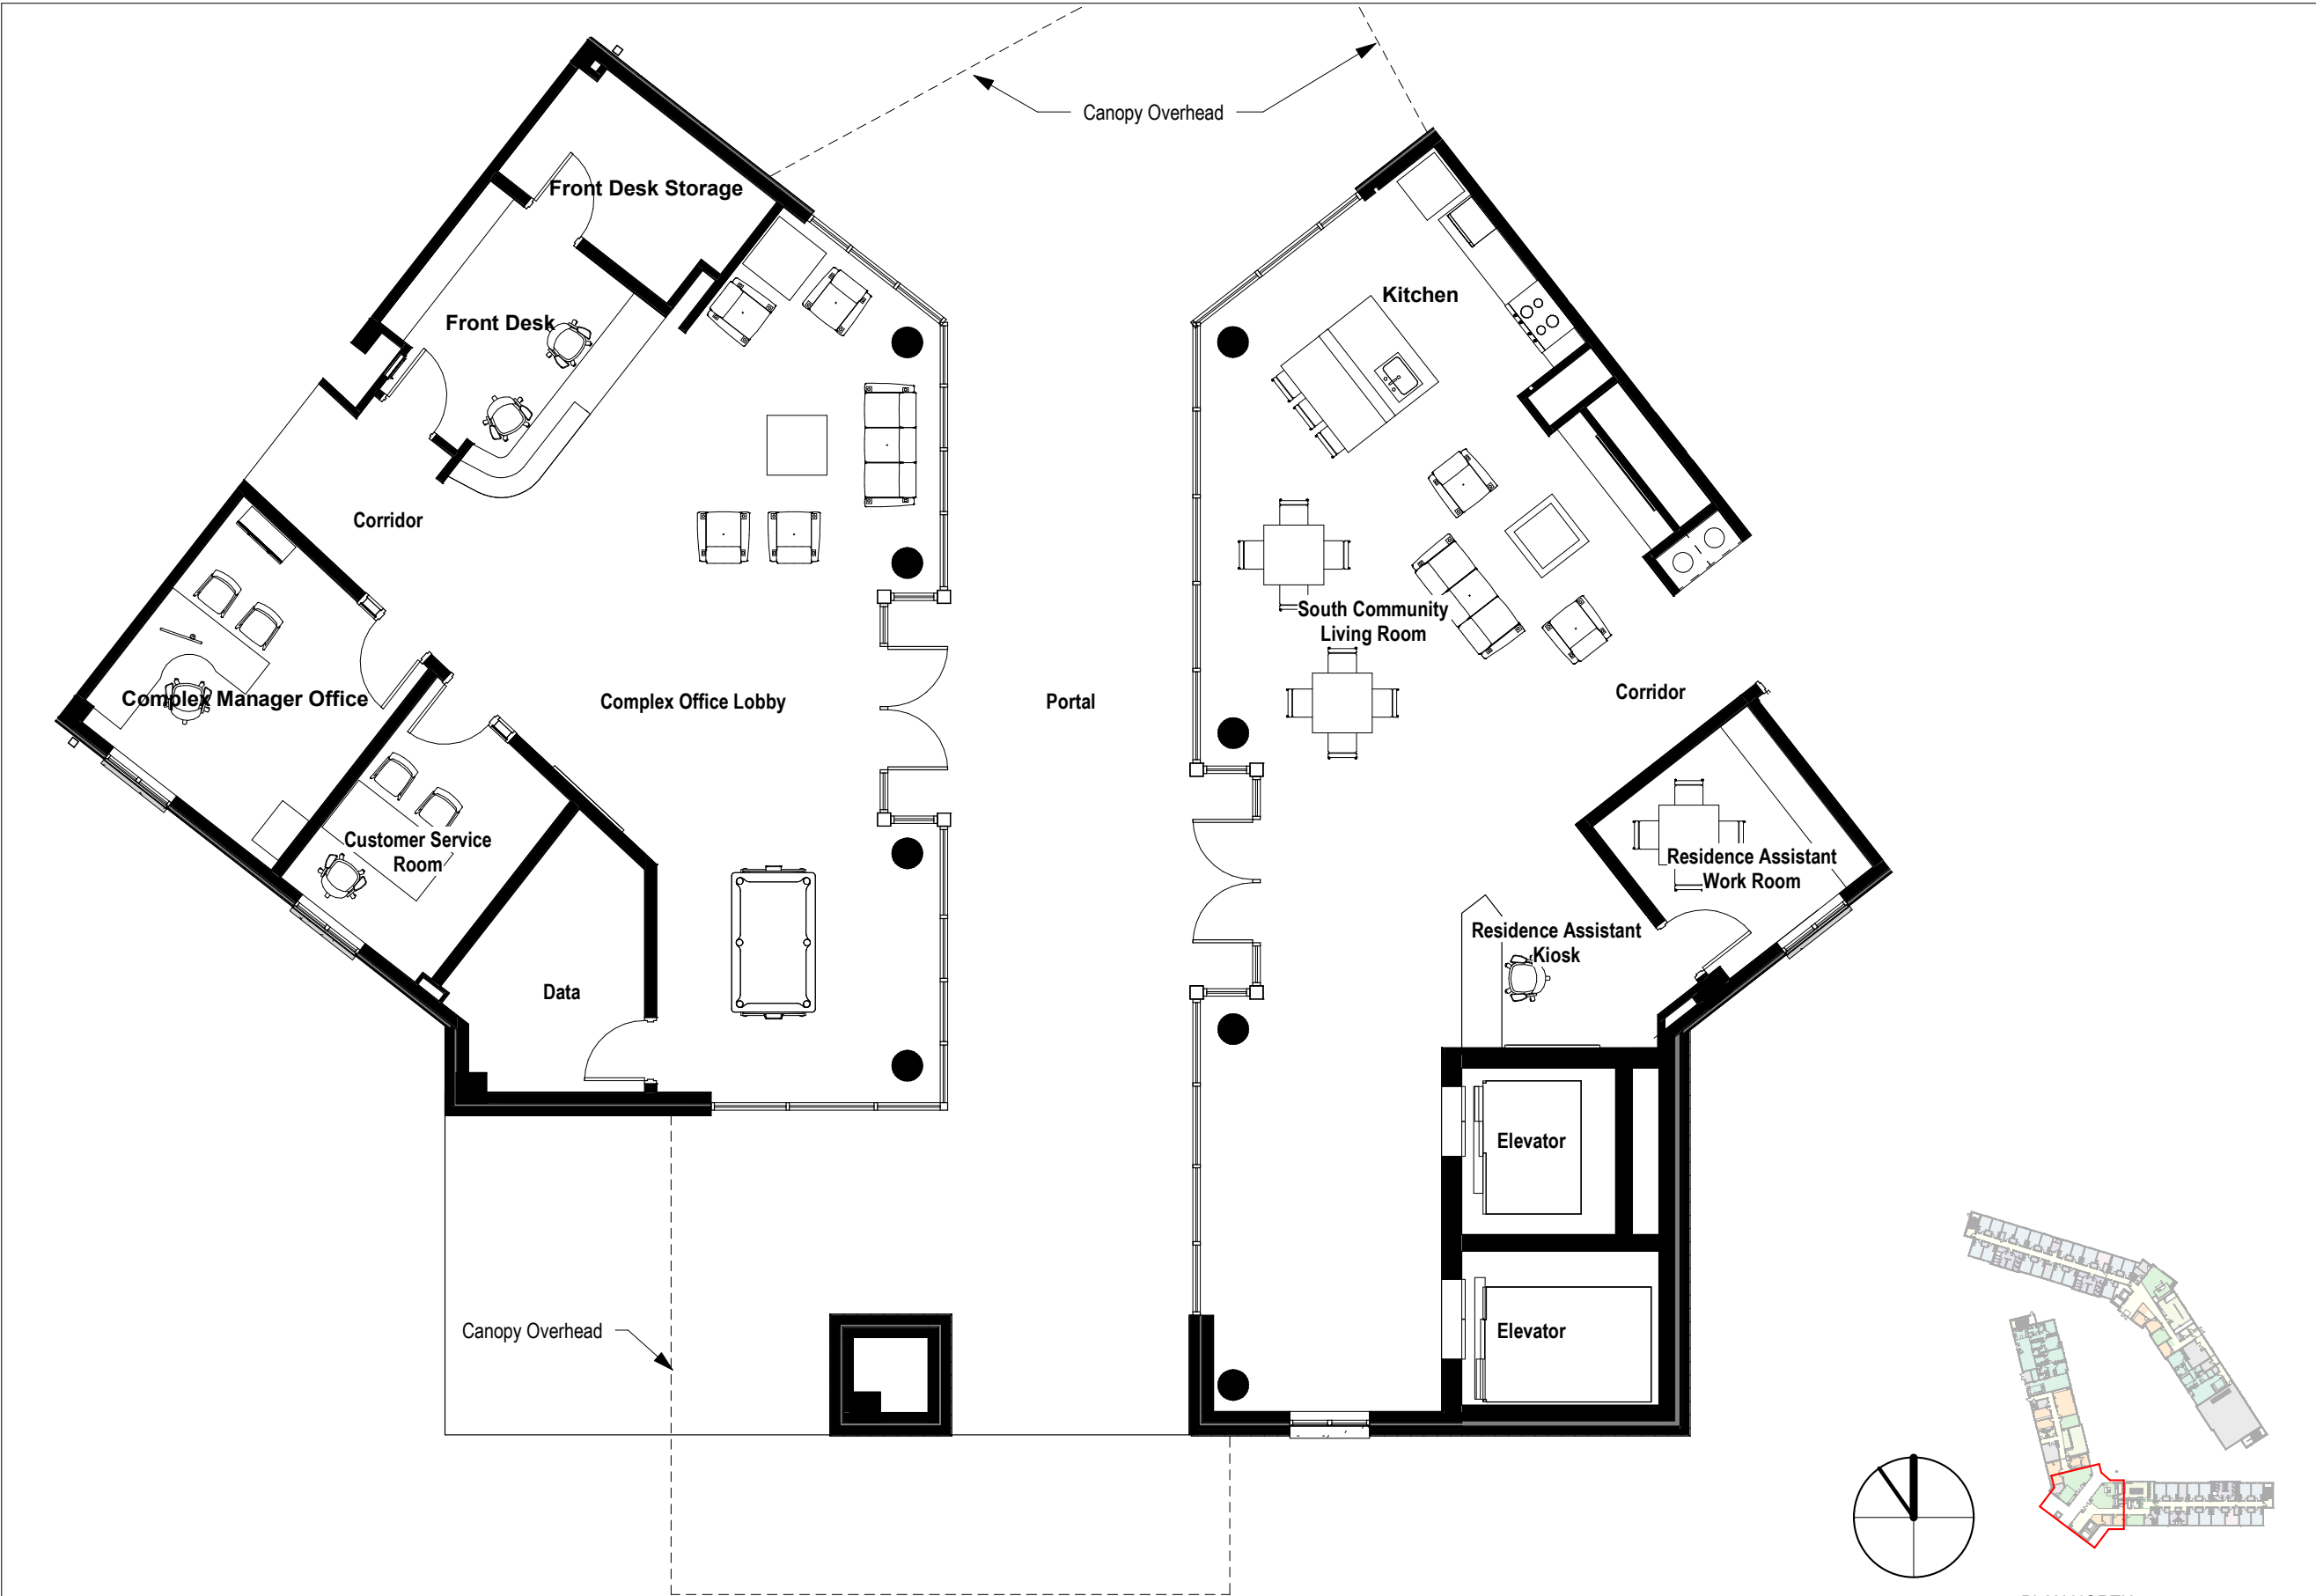 Canopy Overhead
Front Desk Storage
Kitchen
Front Desk
Corridor
South Community
Living Room
Complex Manager Office
Complex Office Lobby
Portal
Corridor
Customer Service
Room
Residence Assistant
Work Room
Residence Assistant
Kiosk
Data
Elevator
Canopy Overhead
Elevator